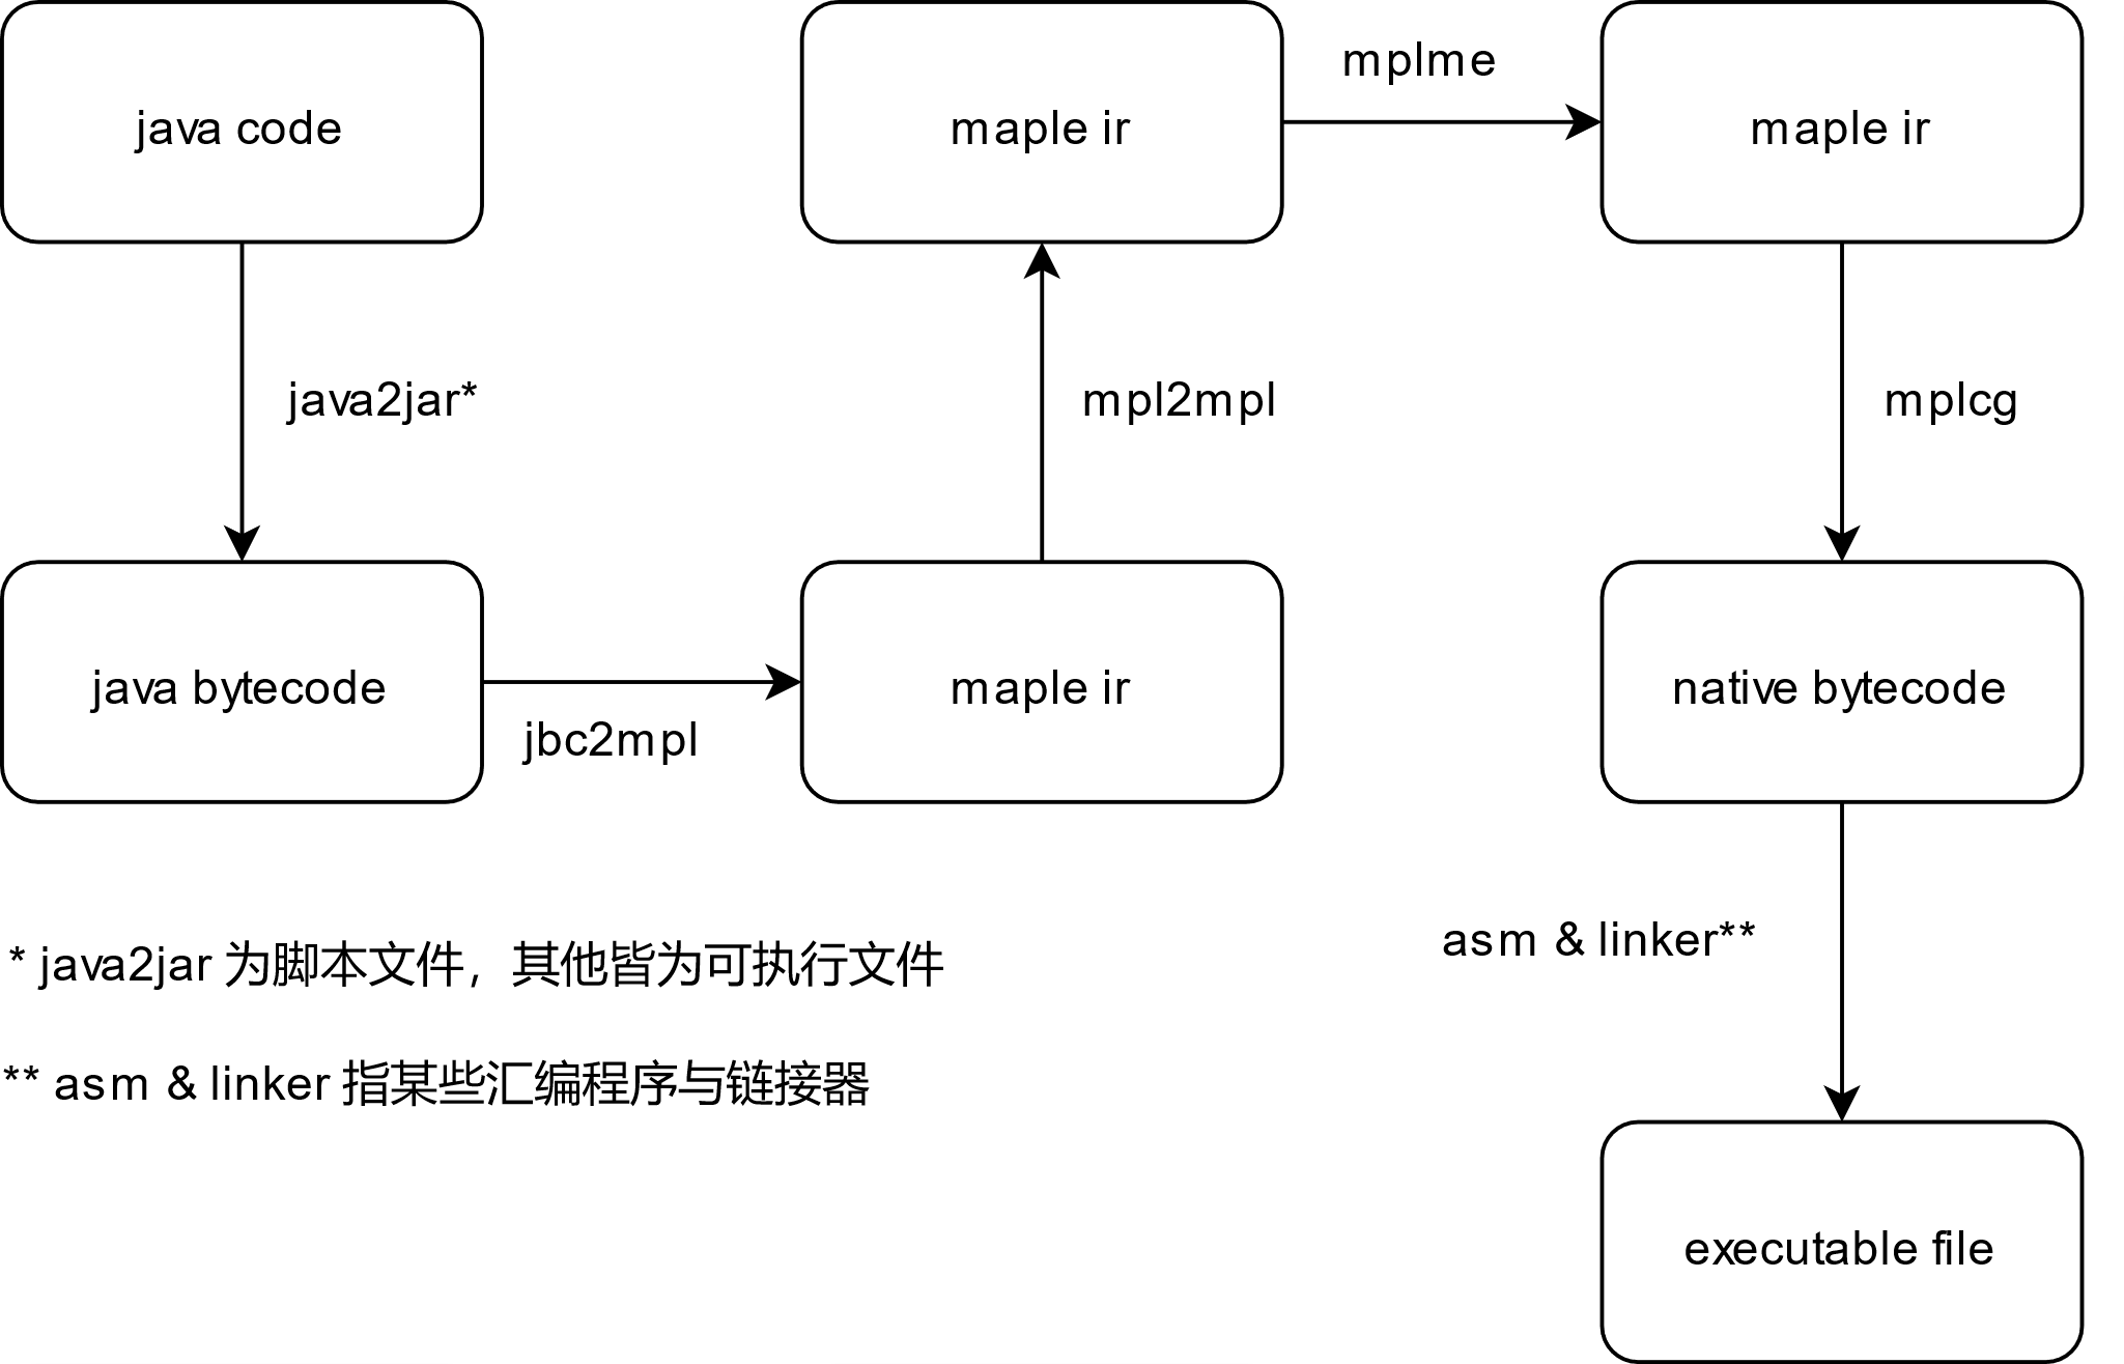 java code
java2jar*
java bytecode
jbc2mpl
maple ir
mpl2mpl
maple ir
mplme
maple ir
mplcg
native bytecode
asm & linker**
executable file
* java2jar 为脚本文件，其他皆为可执行文件
** asm & linker 指某些汇编程序与链接器